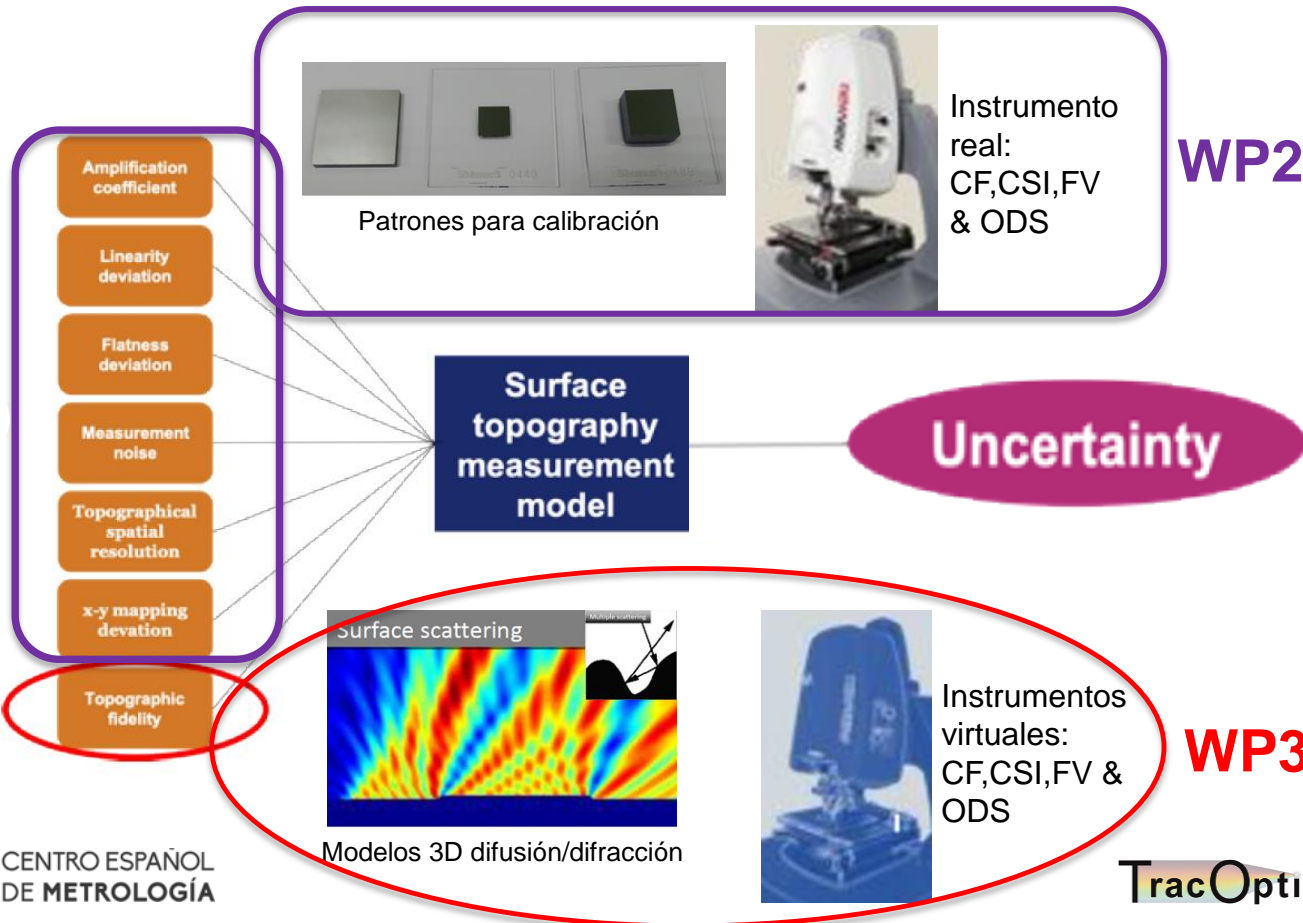 Amplification
coefficient
Linearity
deviation
Flatness
deviation
Measurement
noise
Topographical
spatial
resolution
x-y mapping
devation
Topographic
fidelity
Patrones para calibración
newview
Instrumento
real:
CF,CSI,FV
& ODS
WP2
Surface
topography
measurement
model
Uncertainty
Surface scattering
Multiple scattering
Modelos 3D difusión/difracción
Instrumentos
virtuales:
CF,CSI,FV &
ODS
WP3
CENTRO ESPAÑOL
DE METROLOGÍA
TracOpti